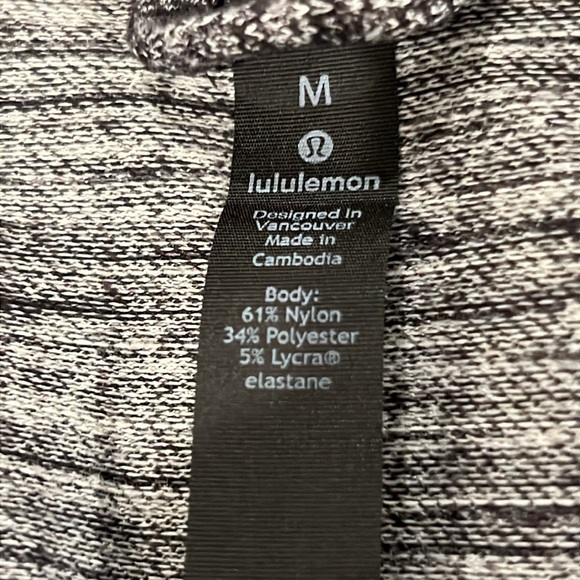 M
lululemon
Designed in
Vancouver
Made in
Cambodia
Body:
61% Nylon
34% Polyester
5% Lycra®
elastane